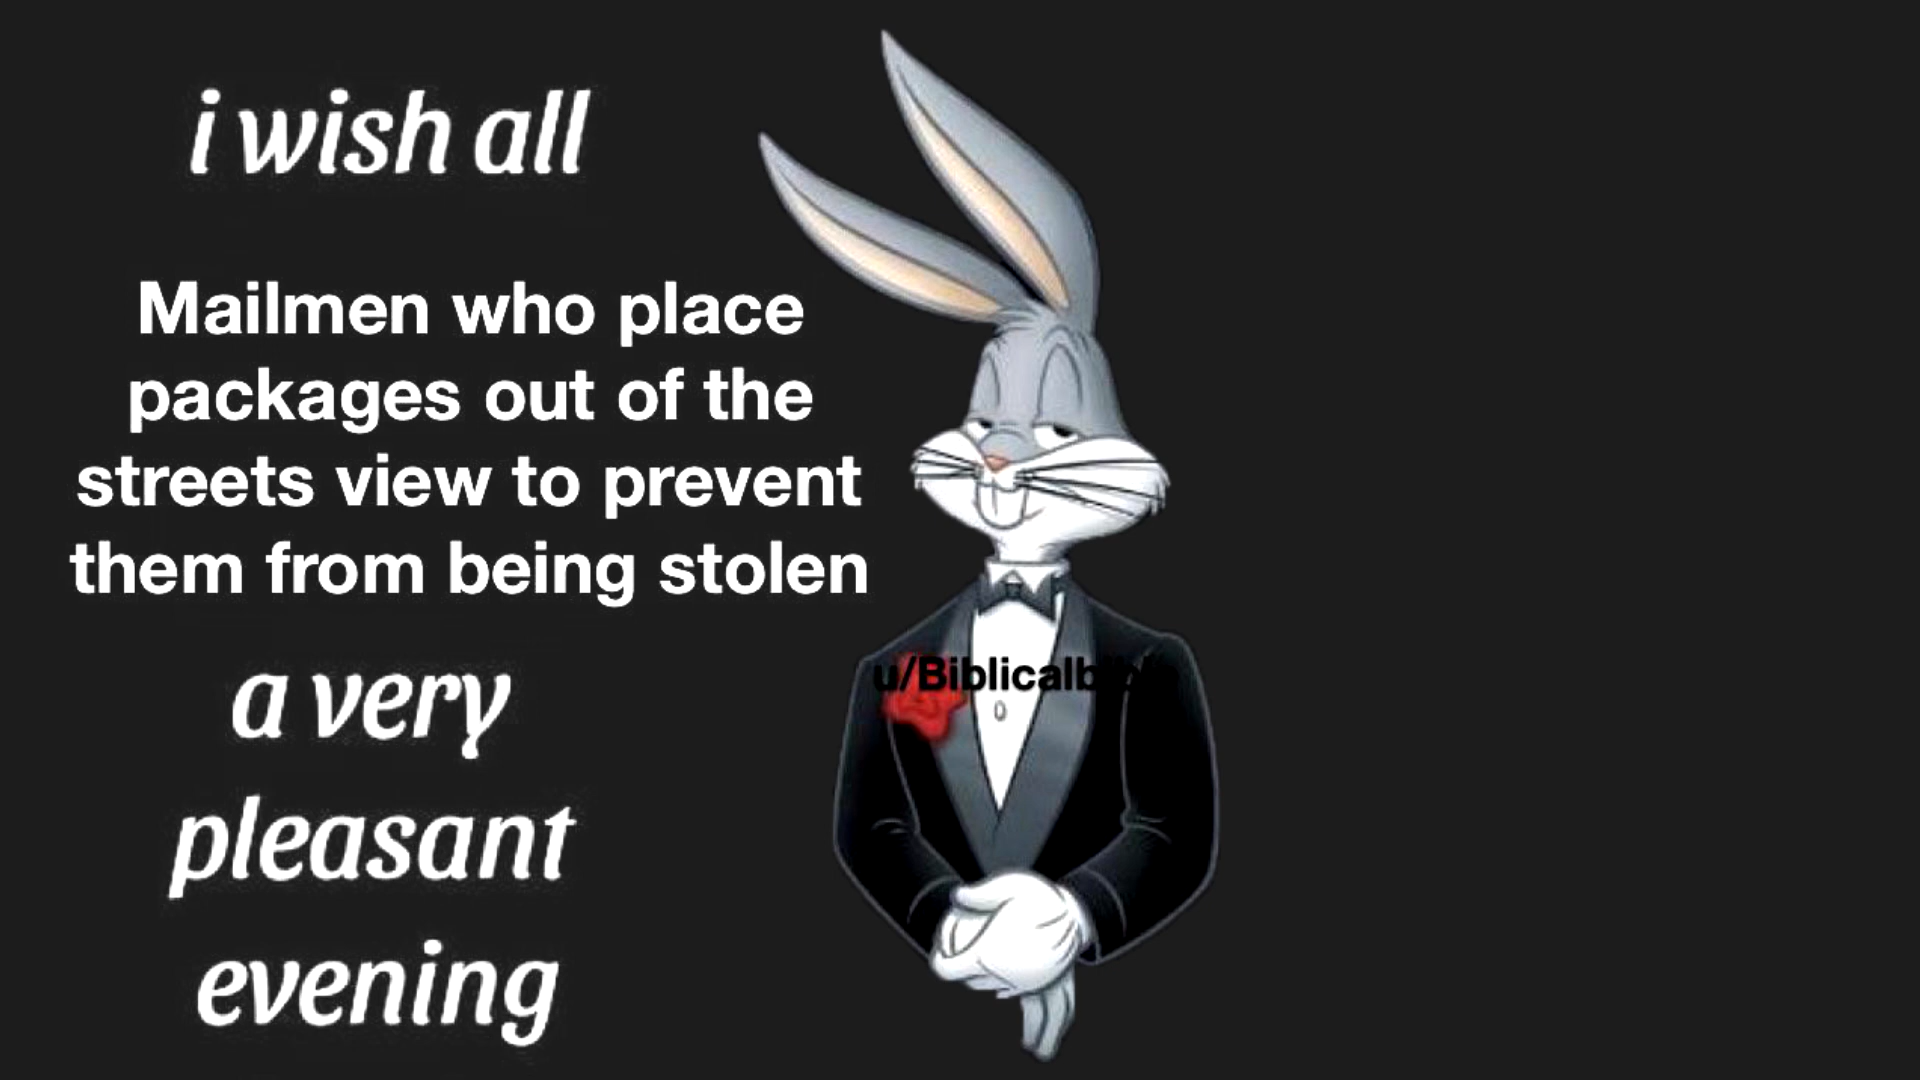 i wish all
Mailmen who place
packages out of the
streets view to prevent
them from being stolen
a very
pleasant
evening